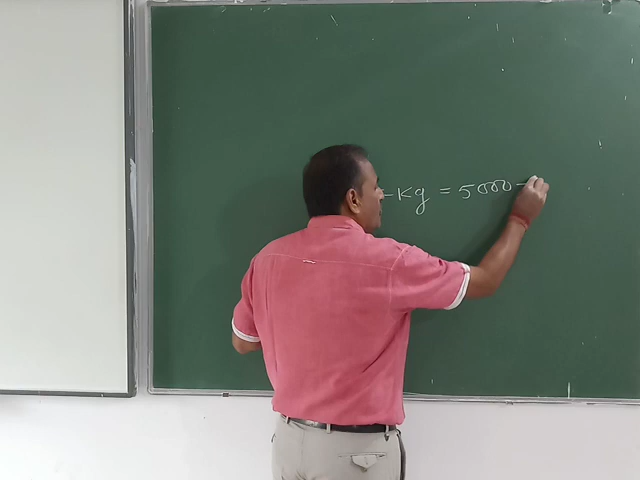 - Kg = 5000 -